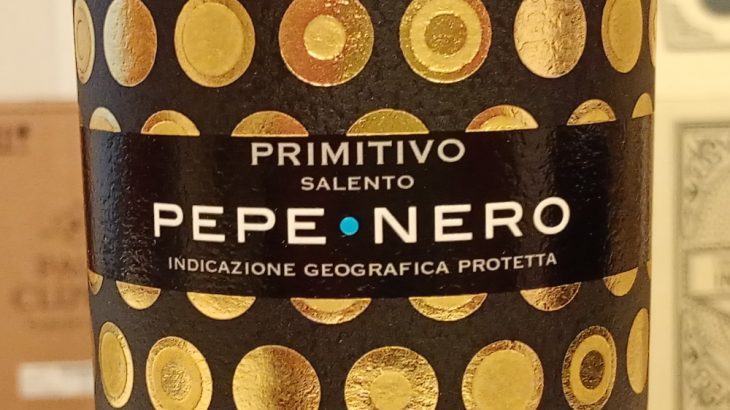 PRIMITIVO
SALENTO
PEPE•NERO
INDICAZIONE GEOGRAFICA PROTETTA